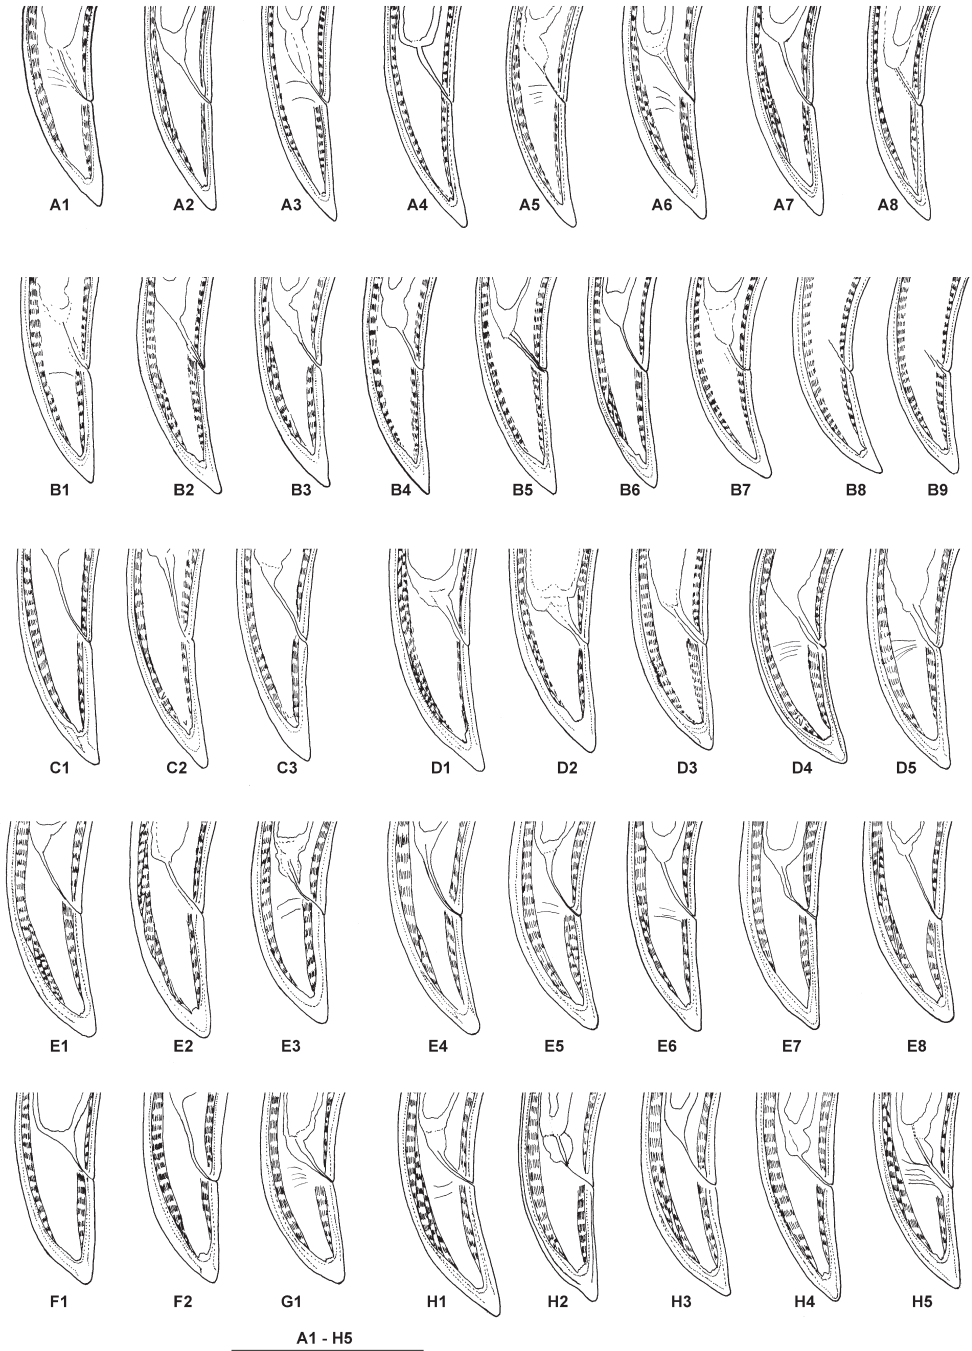 A1 A2 A3 A4 A5 A6 A7 A8
B1 B2 B3 B4 B5 B6 B7 B8 B9
C1 C2 C3 D1 D2 D3 D4 D5
E1 E2 E3 E4 E5 E6 E7 E8
F1 F2 G1 H1 H2 H3 H4 H5
A1 - H5